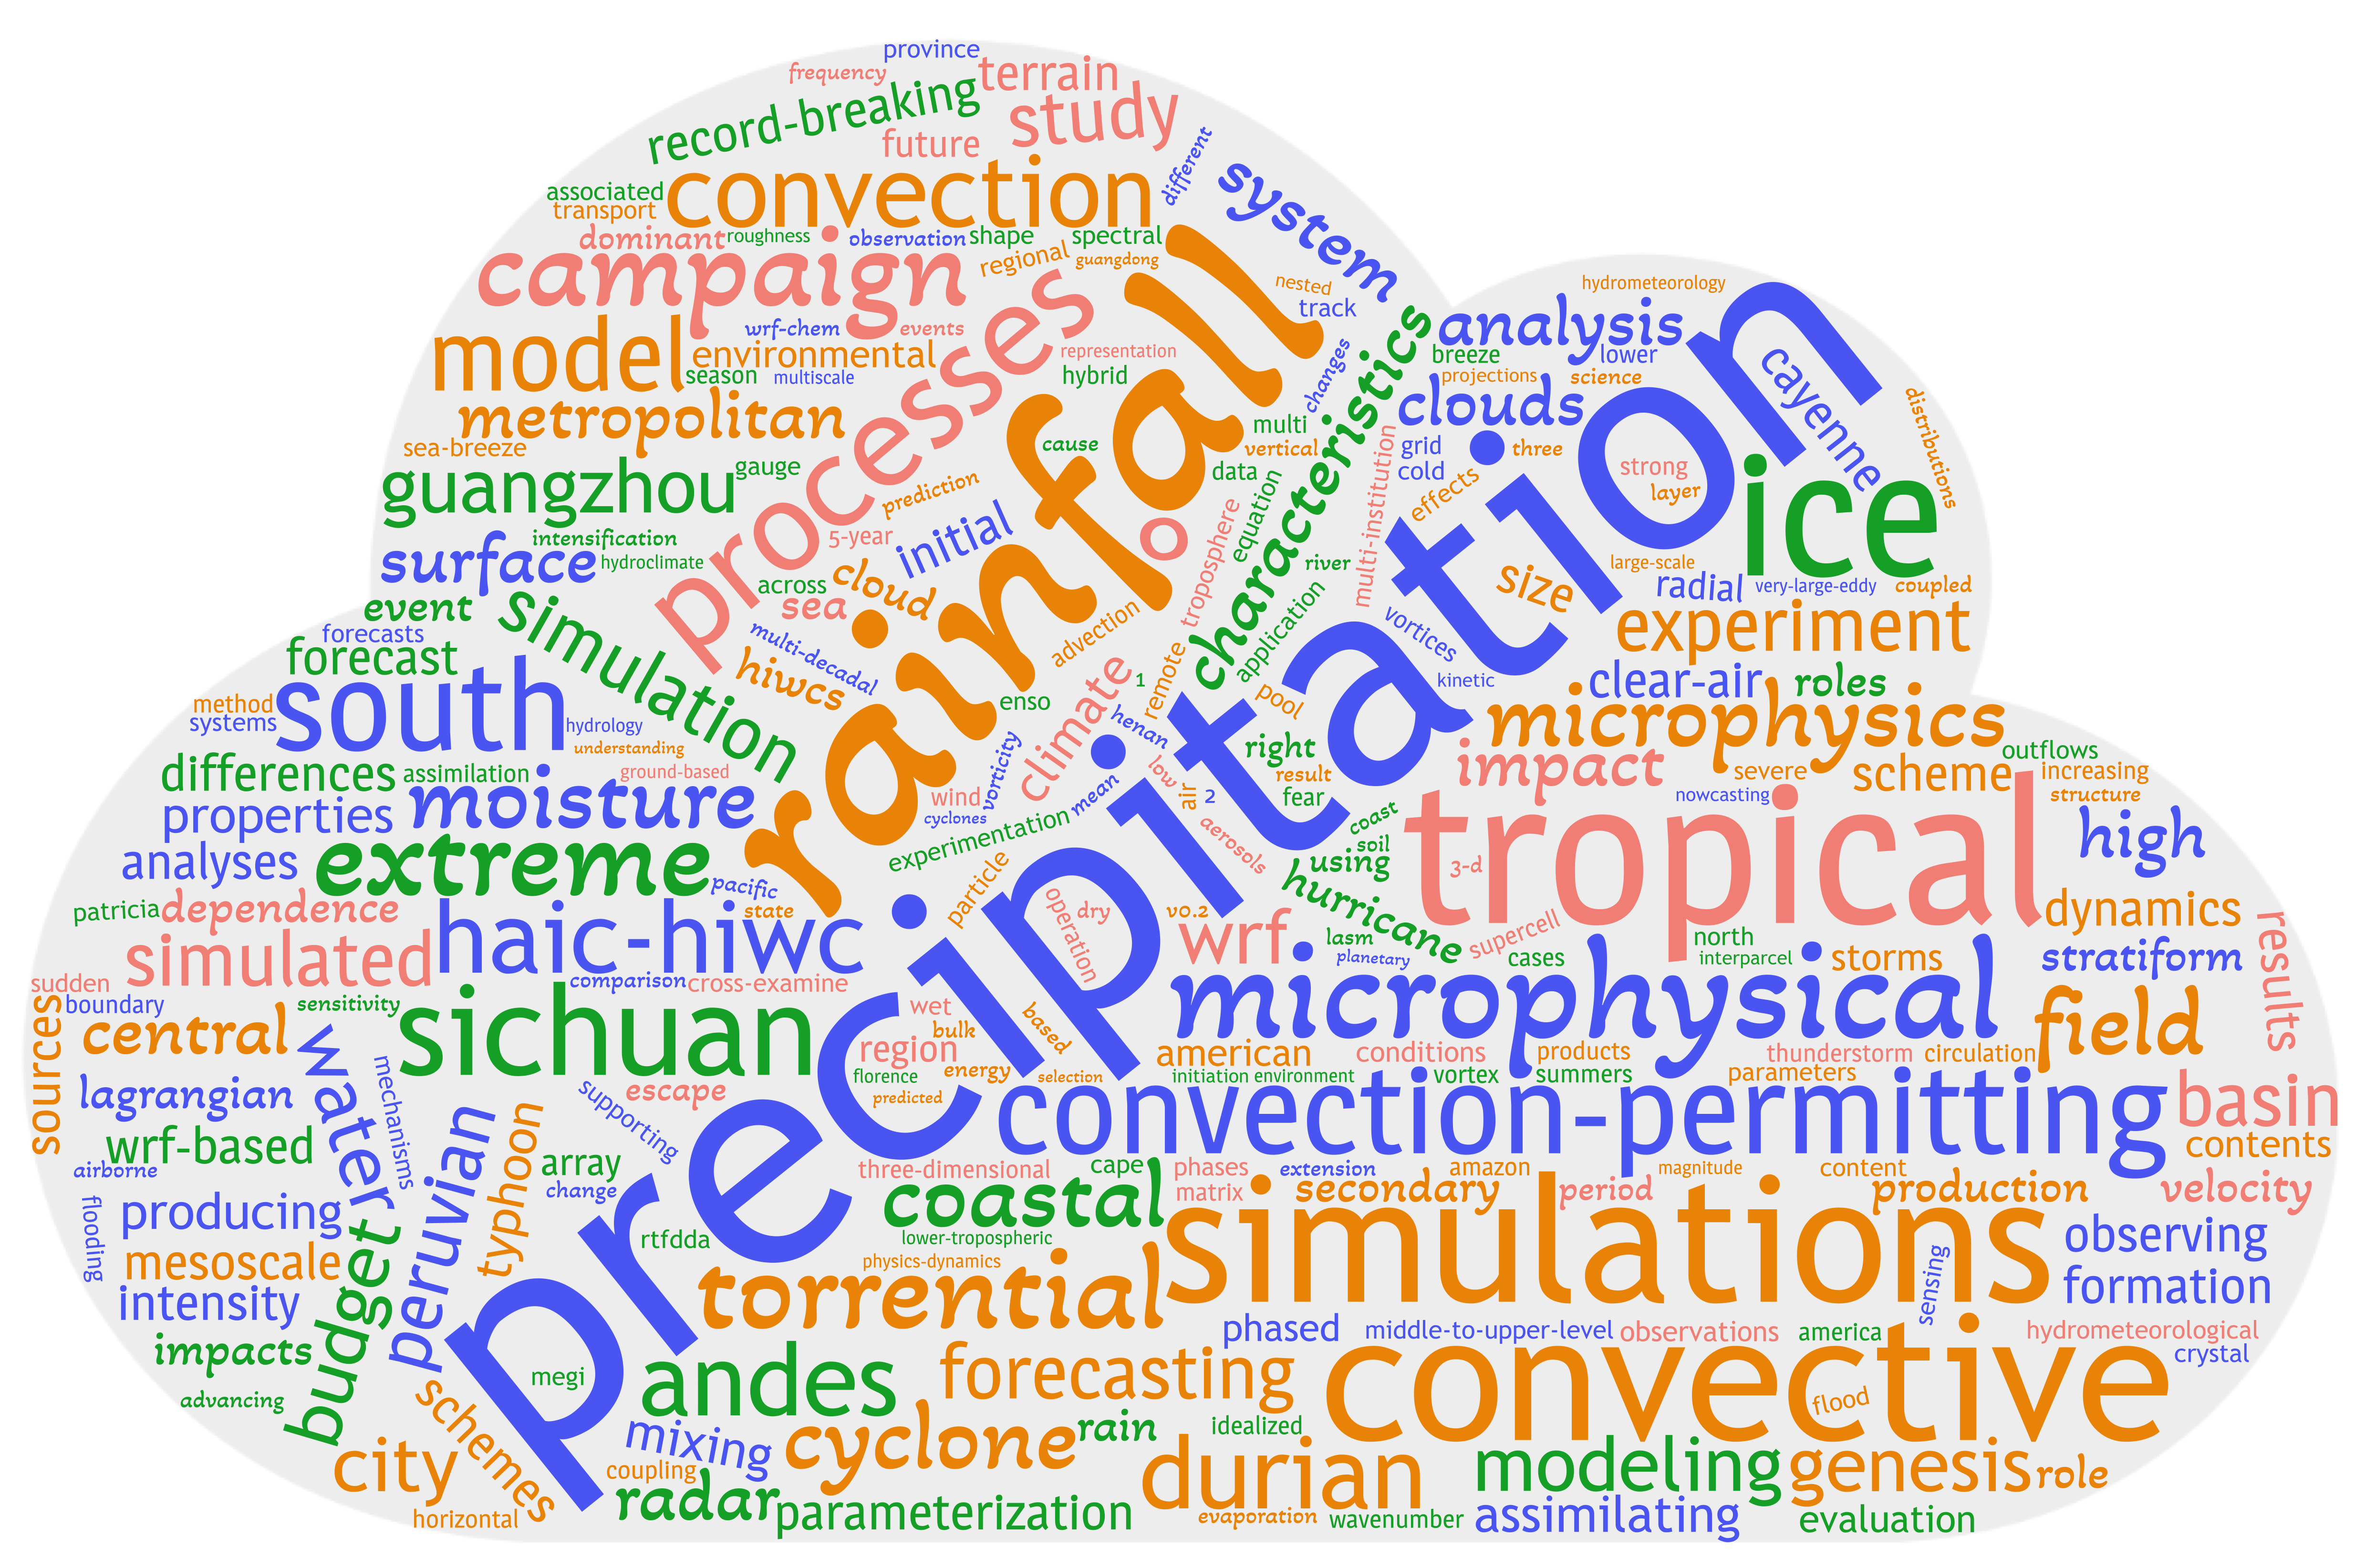 province
frequency
terrain
record-breaking
study
future
different
convection
system
associated
transport
dominant
roughness
observation
shape
spectral
campaign
regional
guangdong
processes
rainfall
nested
track
hydrometeorology
precipitation
model
wrf-chem
events
environmental
representation
season
multiscale
hybrid
changes
characteristics
analysis
breeze
lower
projections
science
cayenne
clouds
distributions
metropolitan
sea-breeze
cause
multi
vertical
grid
three
cold
guangzhou
gauge
prediction
data
equation
multi-institution
effects
strong
layer
ice
5-year
initial
o
troposphere
surface
intensification
hydroclimate
across
cloud
sea
river
size
large-scale
radial
very-large-eddy
coupled
event
simulation
multi-decadal
advection
application
vortices
experiment
forecasts
forecast
hiwcs
climate
1
remote
pool
kinetic
clear-air
roles
south
method
systems
hydrology
understanding
enso
henan
microphysics
right
differences
assimilation
ground-based
vorticity
mean
low
air
2
result
fear
impact
severe
scheme
outflows
increasing
structure
nowcasting
properties
moisture
wind
cyclones
experimentation
aerosols
coast
soil
tropical
high
analyses
extreme
pacific
state
particle
using
hurricane
3-d
patricia
dependence
haic-hiwc
operation
dry
v0.2
wrf
lasm
planetary
supercell
cases
north
interparcel
storms
dynamics
stratiform
results
simulated
sudden
boundary
sensitivity
comparison
cross-examine
sources
central
water
sichuan
wet
bulk
based
microphysical
field
region
american
conditions
products
thunderstorm
circulation
mechanisms
lagrangian
supporting
escape
florence
energy
selection
predicted
initiation
environment
vortex
summers
parameters
convection-permitting
basin
wrf-based
contents
airborne
peruvian
typhoon
array
change
three-dimensional
cape
phases
extension
amazon
magnitude
content
matrix
secondary
period
production
velocity
flooding
producing
budget
coastal
simulations
rtfdda
lower-tropospheric
observing
mesoscale
physics-dynamics
torrential
sensing
formation
intensity
impacts
phased
middle-to-upper-level
observations
america
hydrometeorological
crystal
megi
andes
forecasting
convective
flood
advancing
schemes
mixing
cyclone
rain
idealized
city
coupling
durian
modeling
genesis
role
radar
parameterization
horizontal
evaporation
wavenumber
assimilating
evaluation